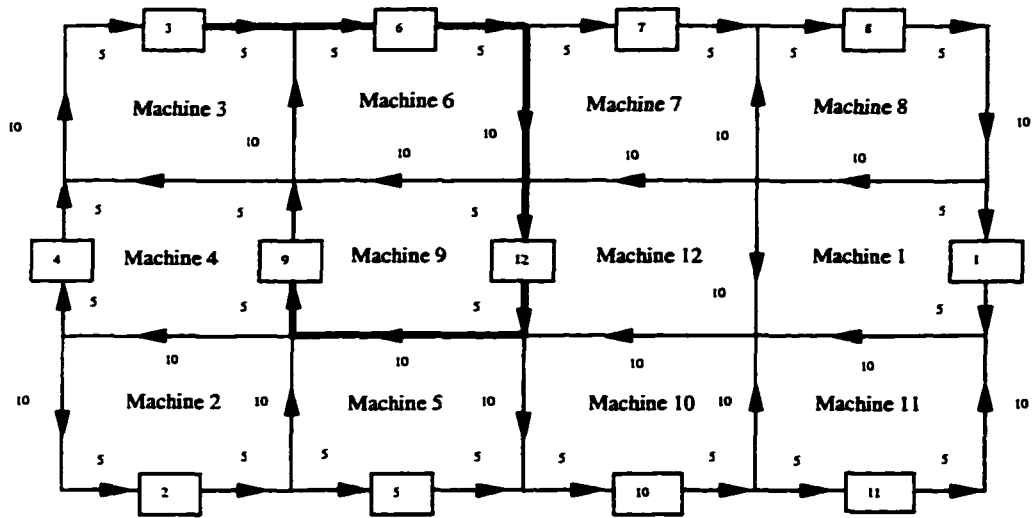 3 6 7 8
5 5 5 5 5 5 5 5
Machine 3 Machine 6 Machine 7 Machine 8
10 10 10 10
10 10 10
5 5 5 5
4 Machine 4 9 Machine 9 12 Machine 12 Machine 1 1
5 5 5 10 5
10 10 10 10
10 Machine 2 10 Machine 5 10 Machine 10 10 Machine 11 10
5 5 5 5 5 5 5 5
2 5 10 11